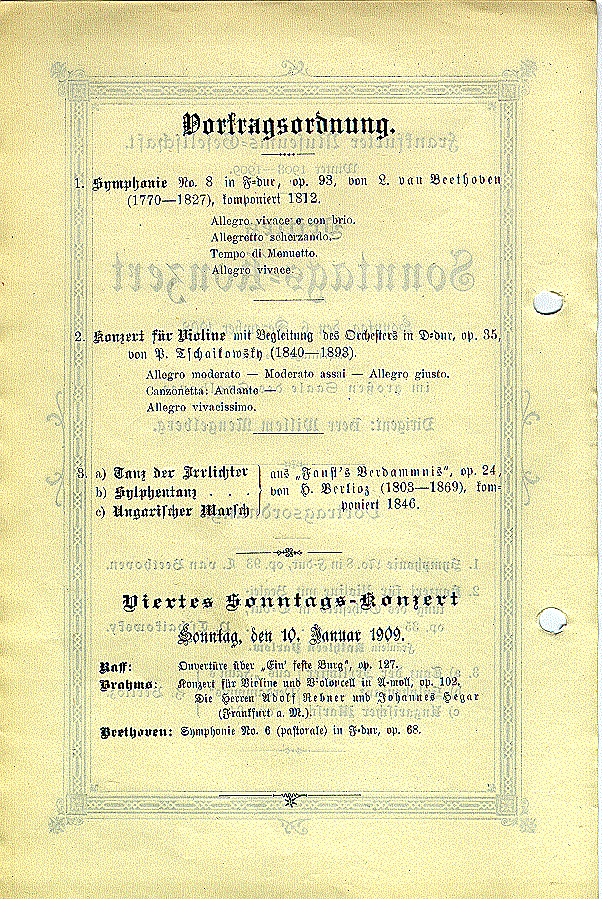 Vortragsordnung.
1. Symphonie No. 8 in F-dur, op. 93, von L. van Beethoven
(1770—1827), komponiert 1812.
Allegro vivace e con brio.
Allegretto scherzando.
Tempo di Menuetto.
Allegro vivace.
2. Konzert für Violine mit Begleitung des Orchesters in D-dur, op. 35,
von P. Tschaikowsky (1840—1893).
Allegro moderato — Moderato assai — Allegro giusto.
Canzonetta: Andante —
Allegro vivacissimo.
3. a) Tanz der Irrlichter } aus „Faust's Verdammnis", op. 24,
b) Sylphentanz . . . } von H. Berlioz (1803—1869), kom-
c) Ungarischer Marsch } poniert 1846.
Viertes Sonntags-Konzert
Sonntag, den 10. Januar 1909.
Raff: Ouverture über „Ein' feste Burg", op. 127.
Brahms: Konzert für Violine und Violoncell in A-moll, op. 102.
Die Herren Adolf Rebner und Johannes Hegar
(Frankfurt a. M.).
Beethoven: Symphonie No. 6 (pastorale) in F-dur, op. 68.